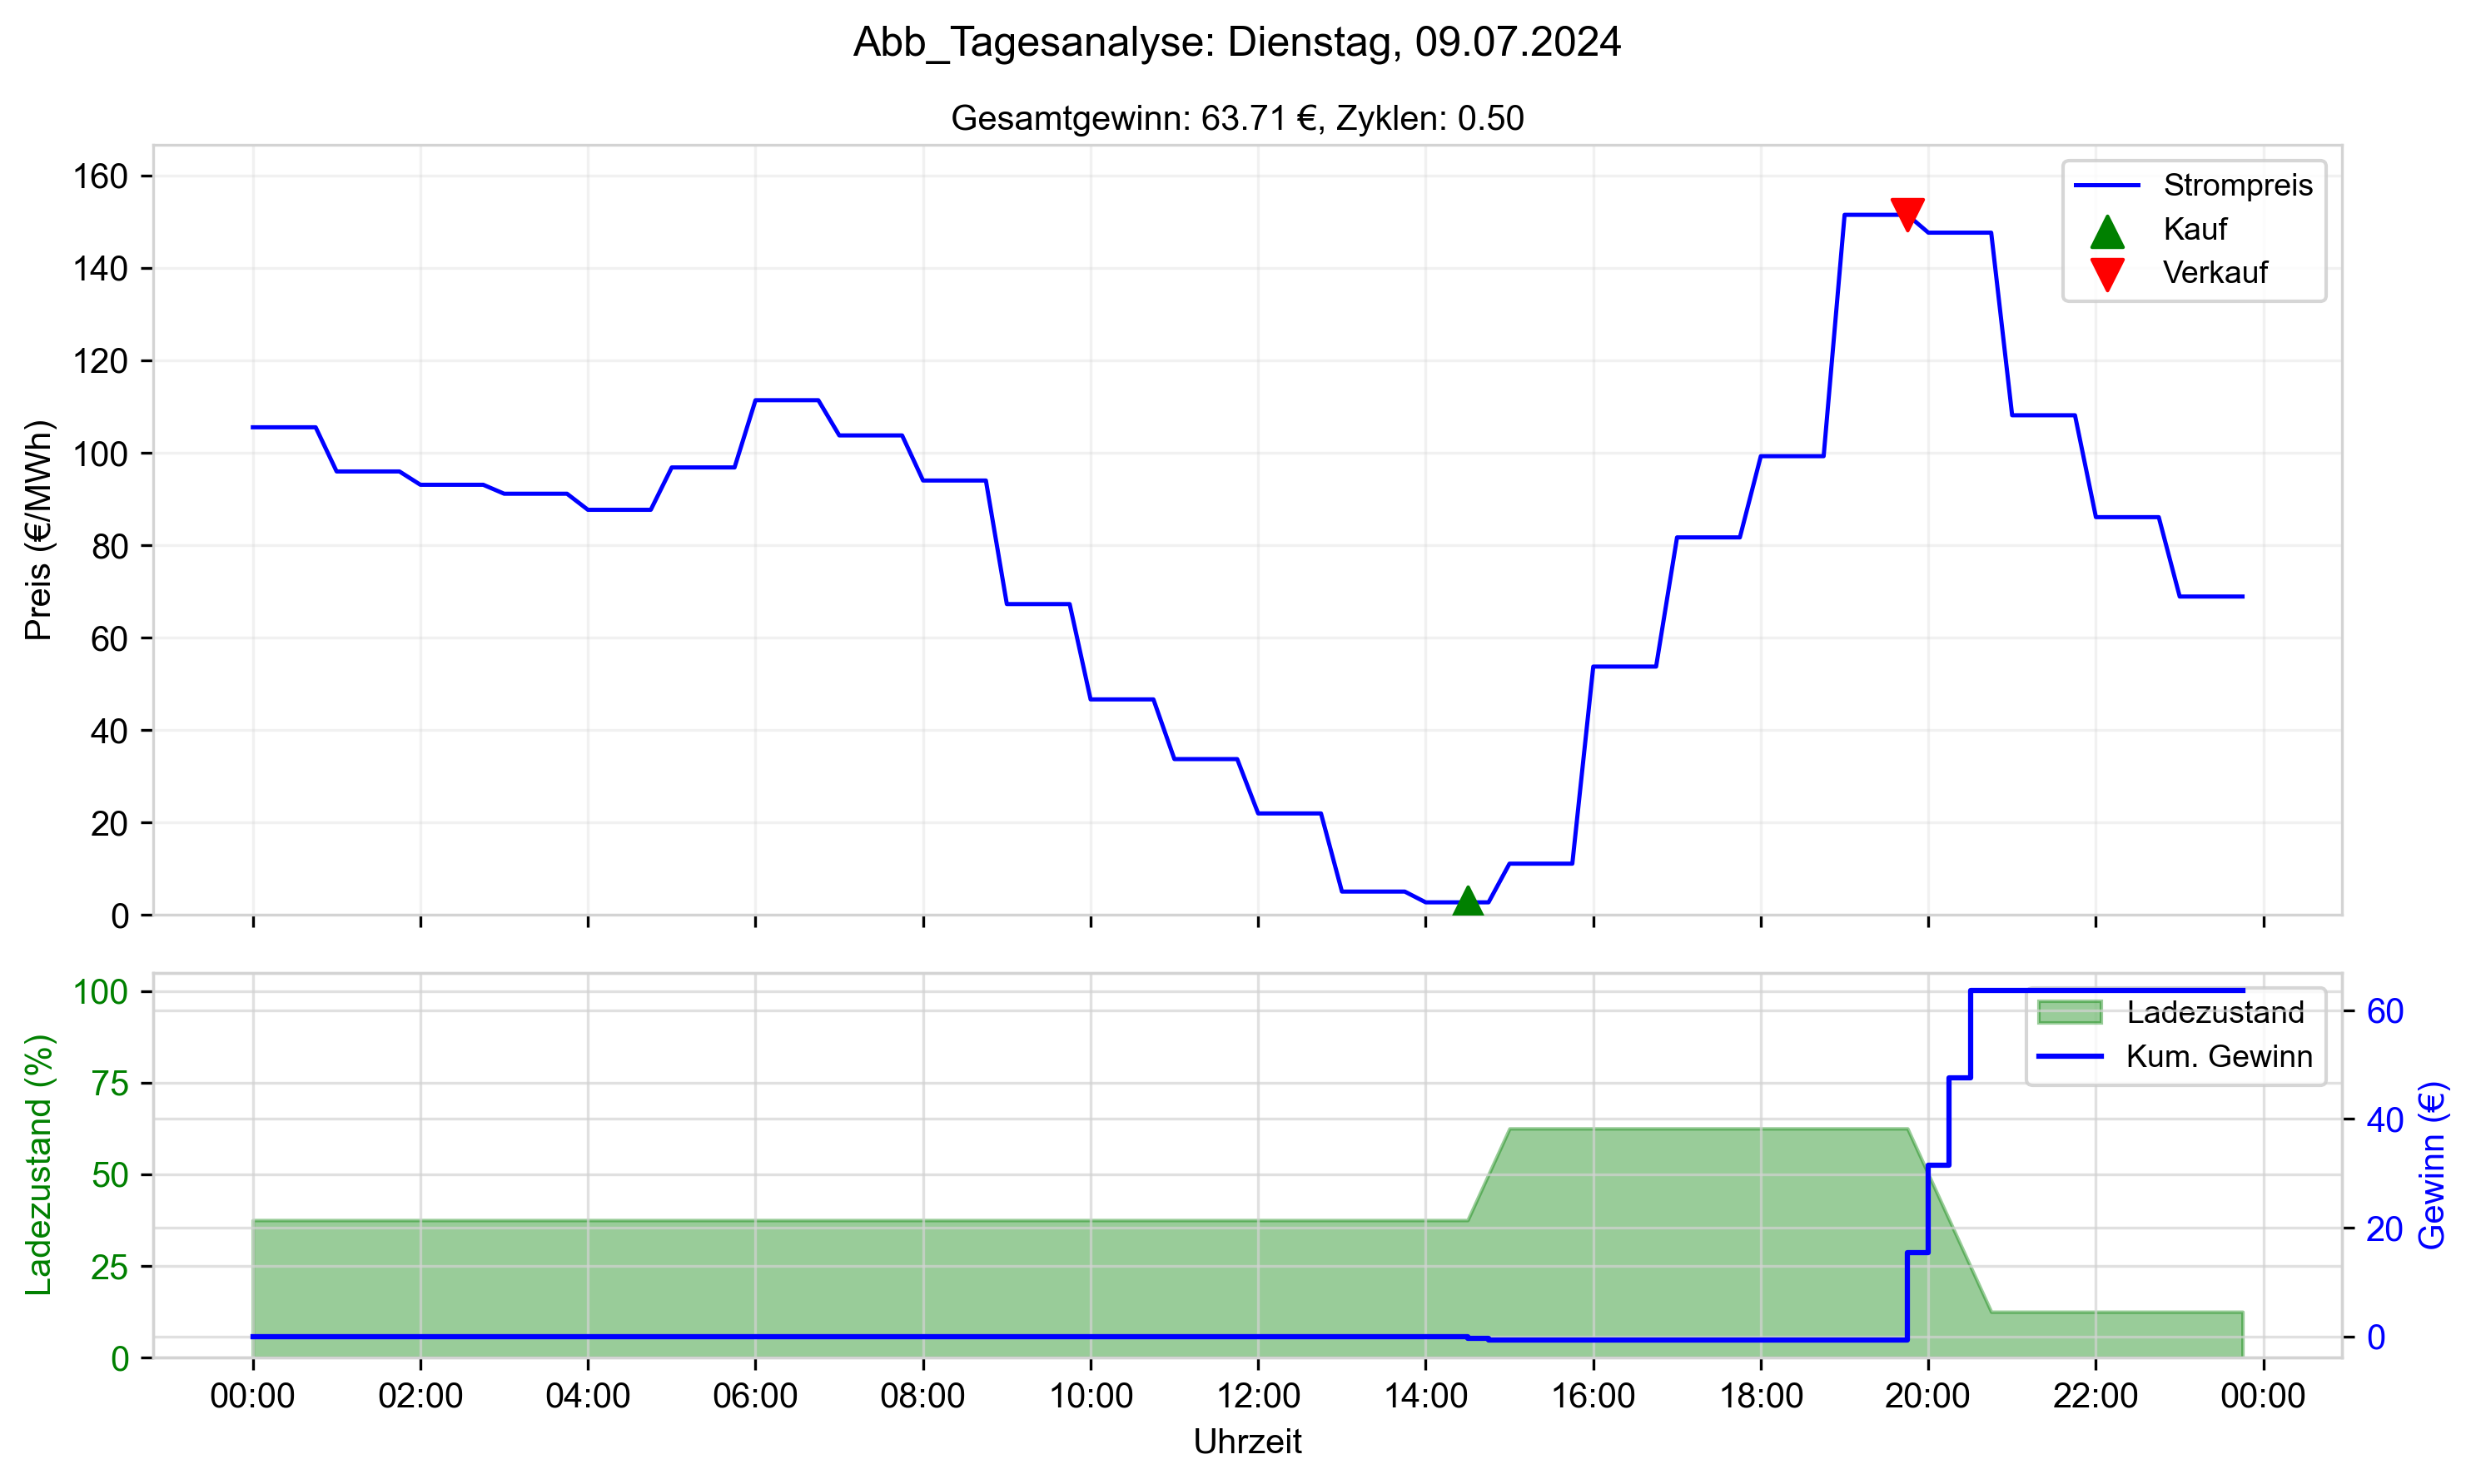 Abb_Tagesanalyse: Dienstag, 09.07.2024
Gesamtgewinn: 63.71 €, Zyklen: 0.50
Preis (€/MWh)
160
140
120
100
80
60
40
20
0
Strompreis
Kauf
Verkauf
Ladezustand (%)
100
75
50
25
0
Ladezustand
Kum. Gewinn
60
40
20
0
Gewinn (€)
00:00 02:00 04:00 06:00 08:00 10:00 12:00 14:00 16:00 18:00 20:00 22:00 00:00
Uhrzeit